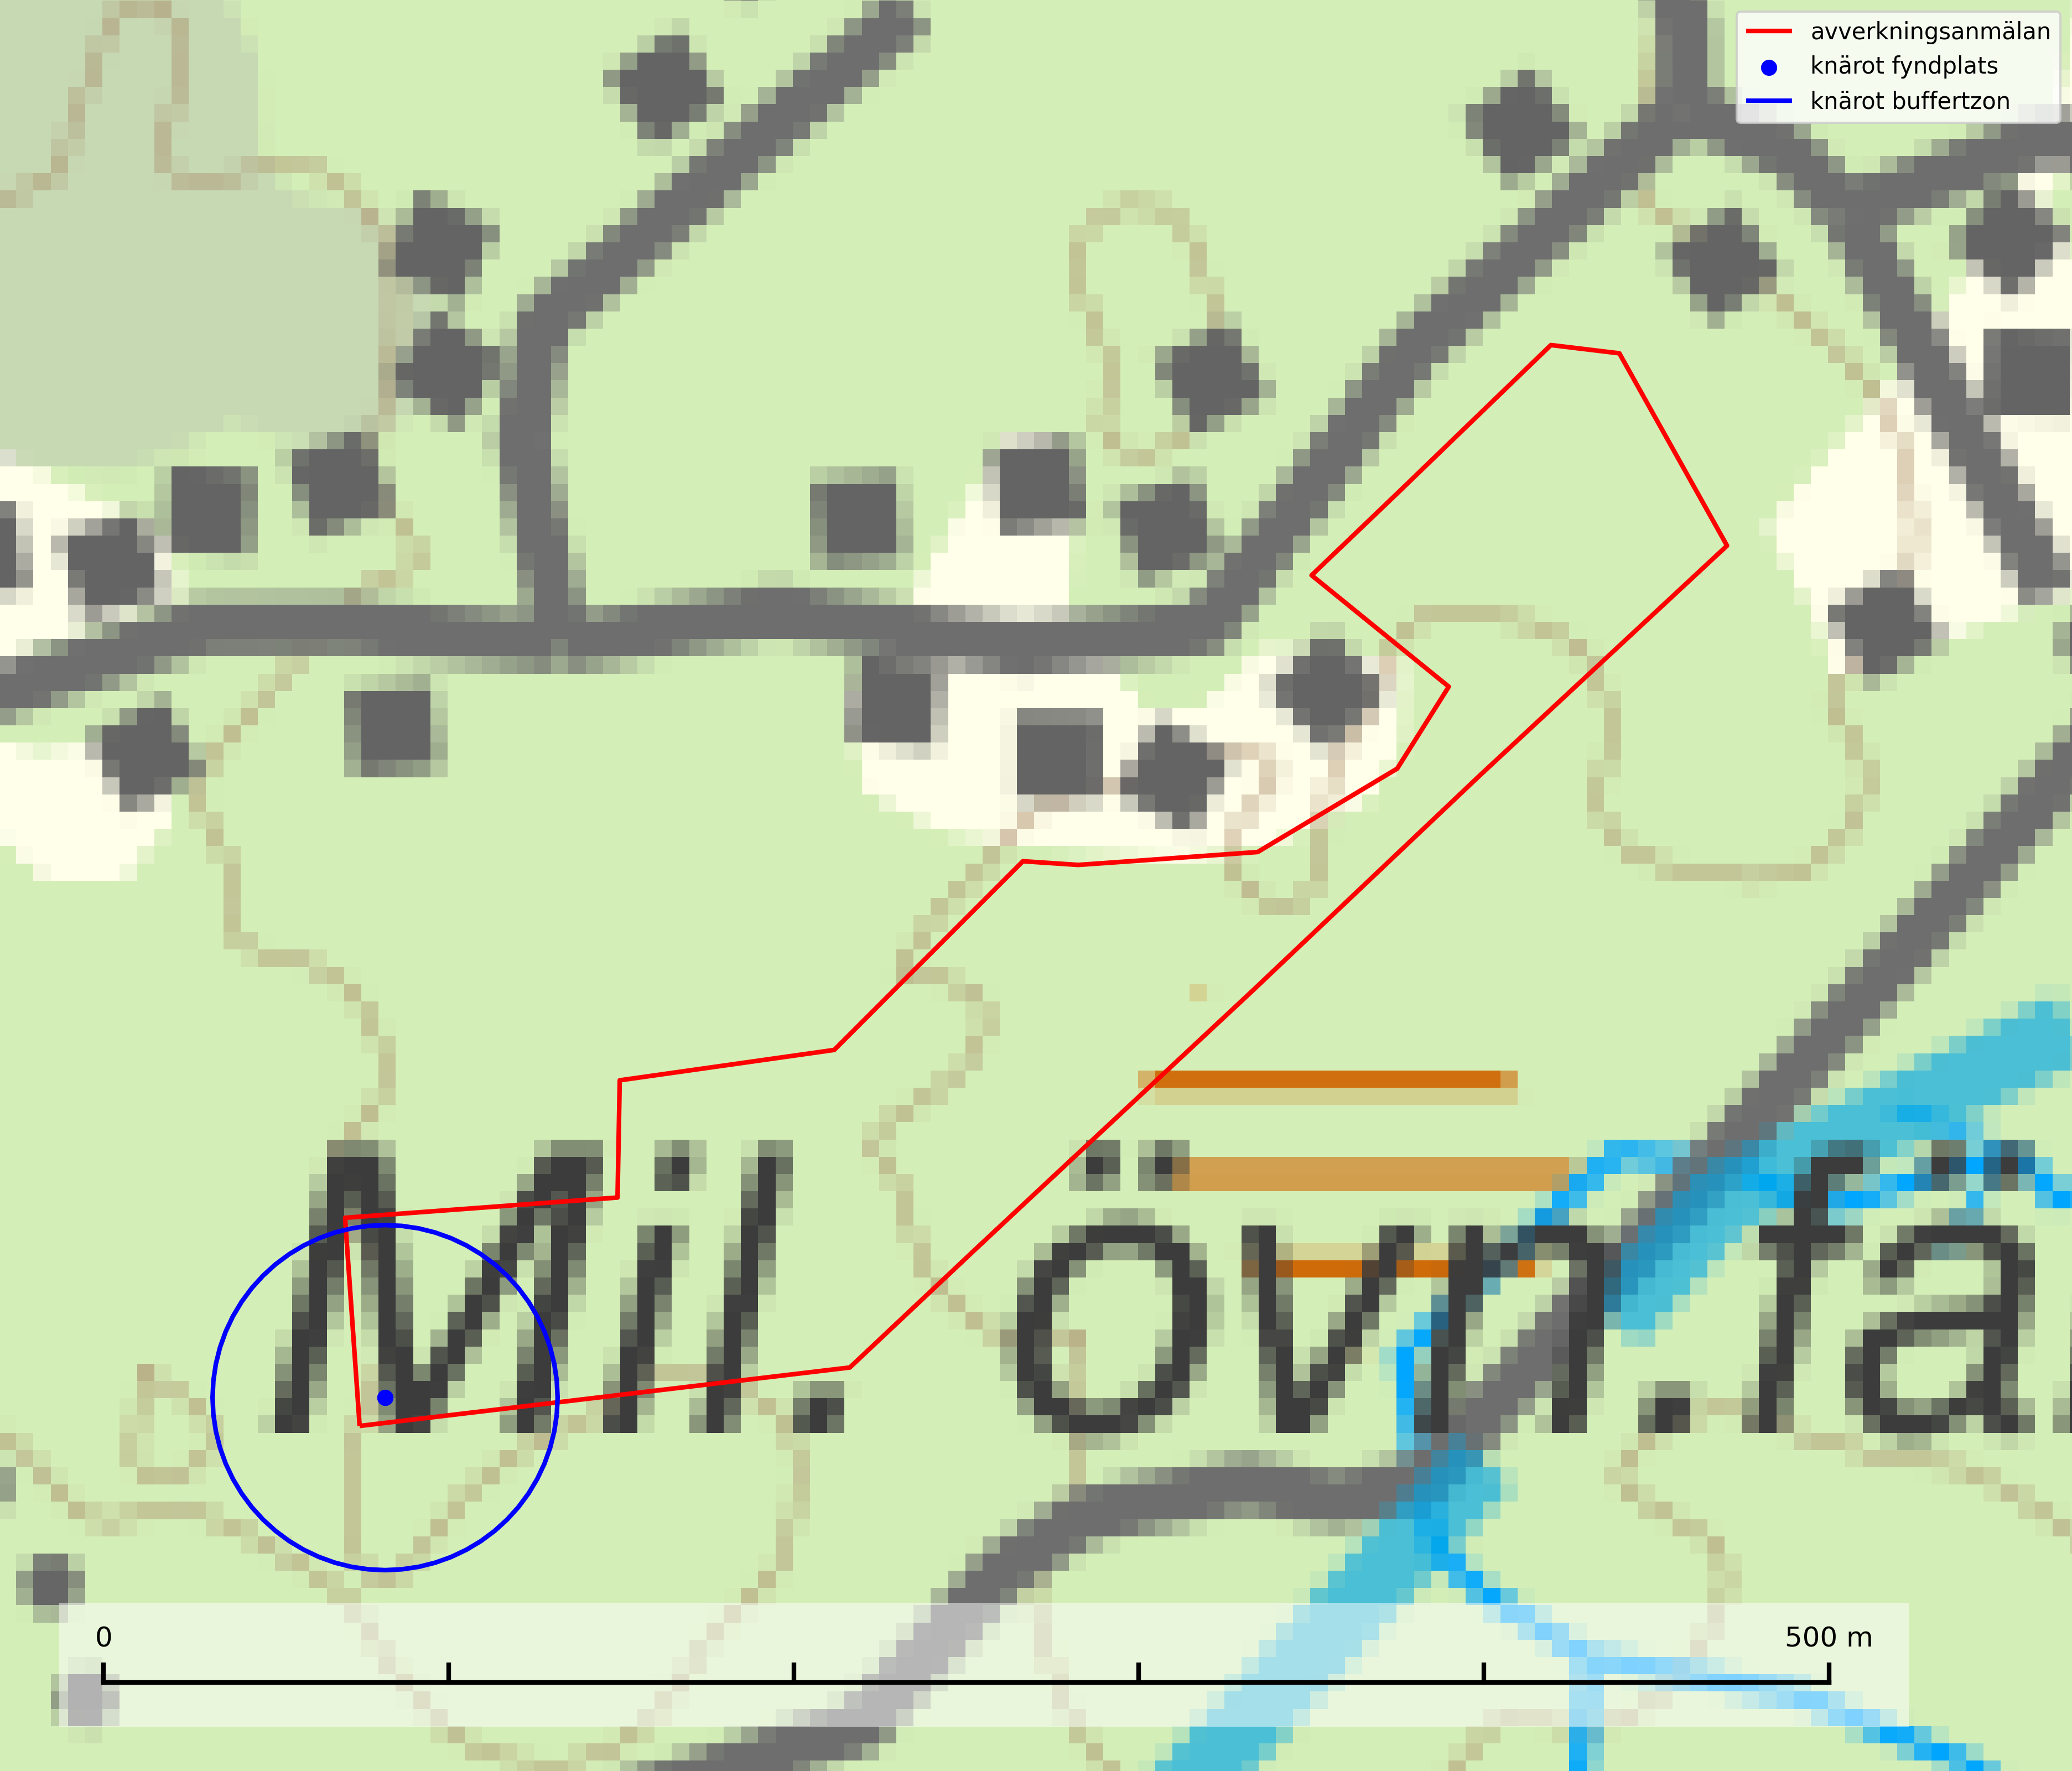 avverkningsanmälan
knärot fyndplats
knärot buffertzon
Mil. övn.fä
0 500 m